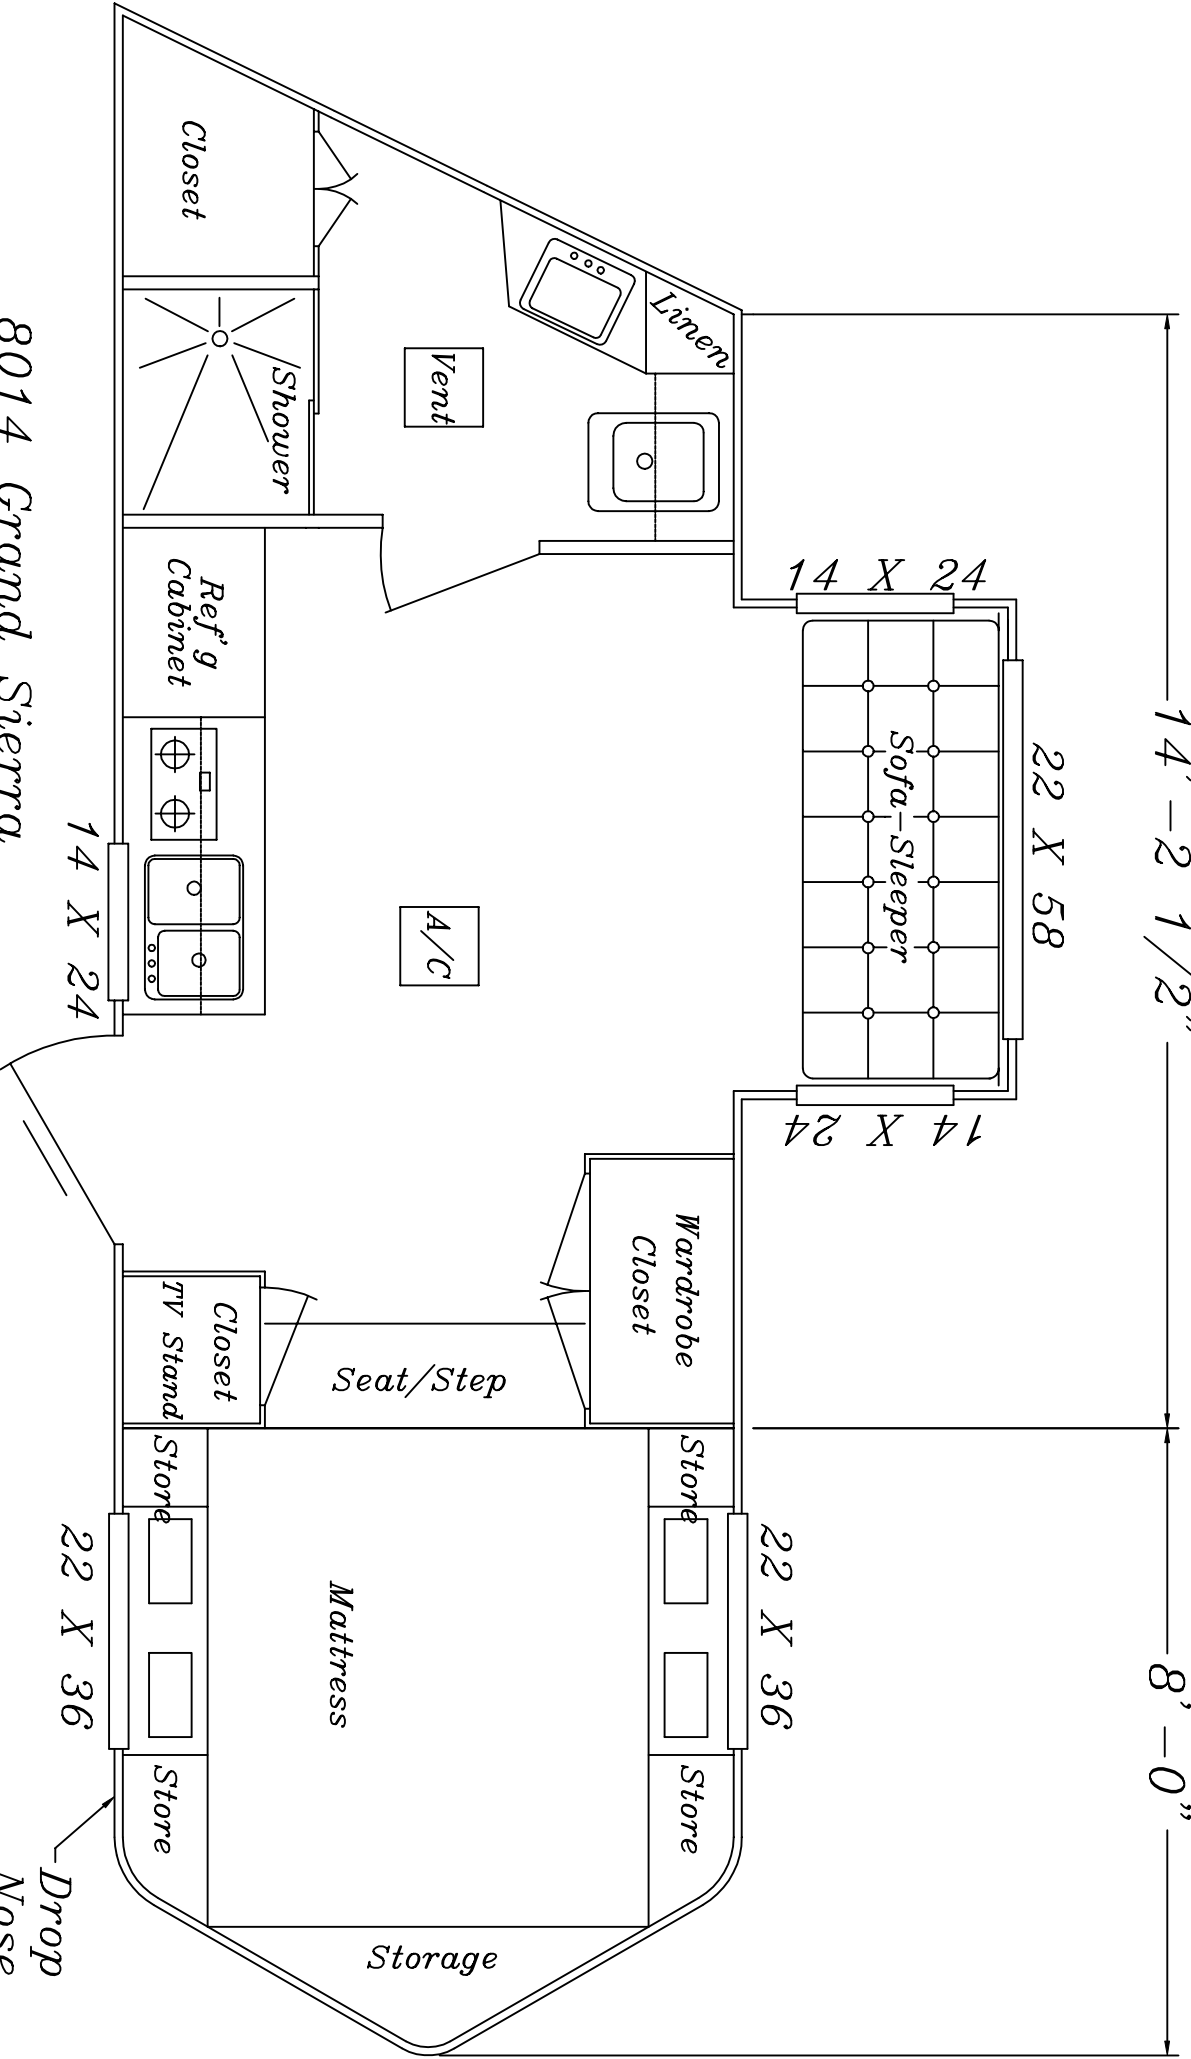 14'-2 1/2"
8'-0"
22 X 58
14 X 24
14 X 24
Sofa-Sleeper
22 X 36
Linen
Wardrobe
Closet
Store
Store
Vent
A/C
Seat/Step
Mattress
Storage
Shower
Closet
Ref'g
Cabinet
Closet
TV Stand
Store
Store
14 X 24
22 X 36
Drop
Nose
8014 Grand Sierra